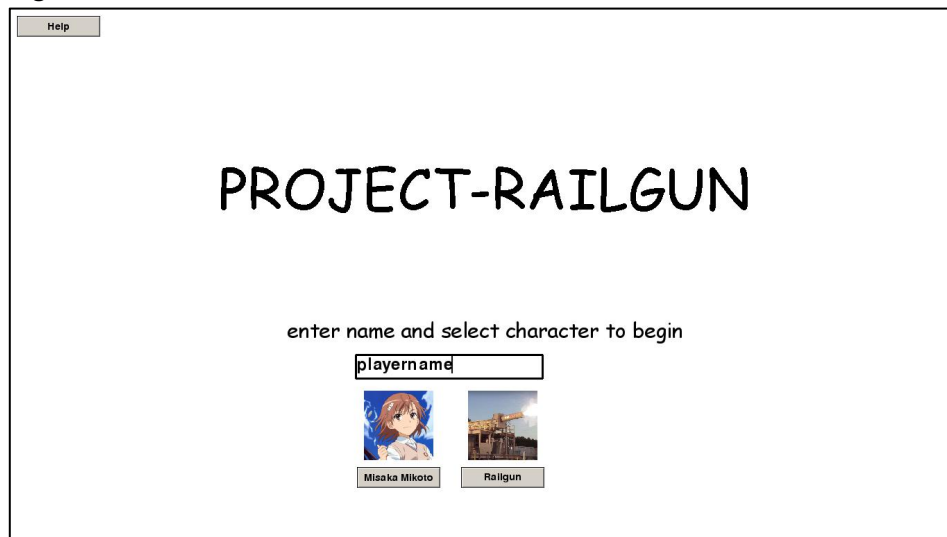 Help
PROJECT-RAILGUN
enter name and select character to begin
playername
Misaka Mikoto
Railgun